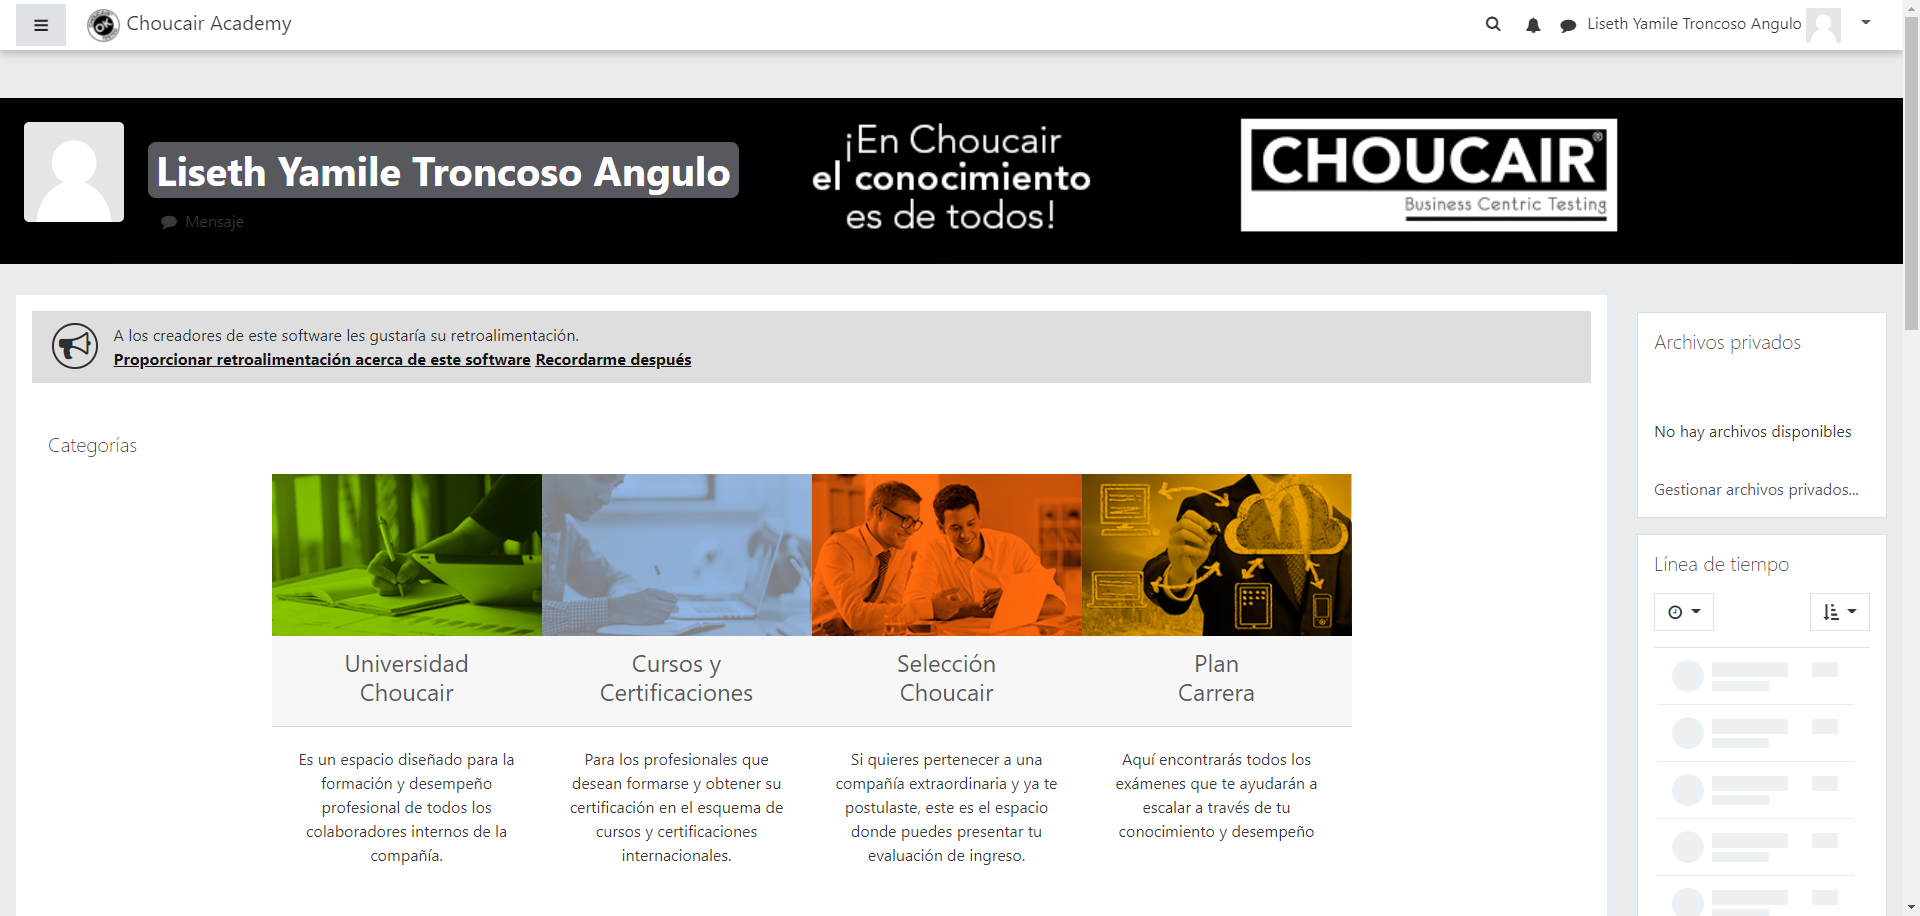 Choucair Academy
Liseth Yamile Troncoso Angulo
Liseth Yamile Troncoso Angulo
Mensaje
¡En Choucair
el conocimiento
es de todos!
CHOUCAIR®
Business Centric Testing
A los creadores de este software les gustaría su retroalimentación.
Proporcionar retroalimentación acerca de este software Recordarme después
Categorías
Universidad
Choucair
Es un espacio diseñado para la
formación y desempeño
profesional de todos los
colaboradores internos de la
compañía.
Cursos y
Certificaciones
Para los profesionales que
desean formarse y obtener su
certificación en el esquema de
cursos y certificaciones
internacionales.
Selección
Choucair
Si quieres pertenecer a una
compañía extraordinaria y ya te
postulaste, este es el espacio
donde puedes presentar tu
evaluación de ingreso.
Plan
Carrera
Aquí encontrarás todos los
exámenes que te ayudarán a
escalar a través de tu
conocimiento y desempeño
Archivos privados
No hay archivos disponibles
Gestionar archivos privados...
Línea de tiempo